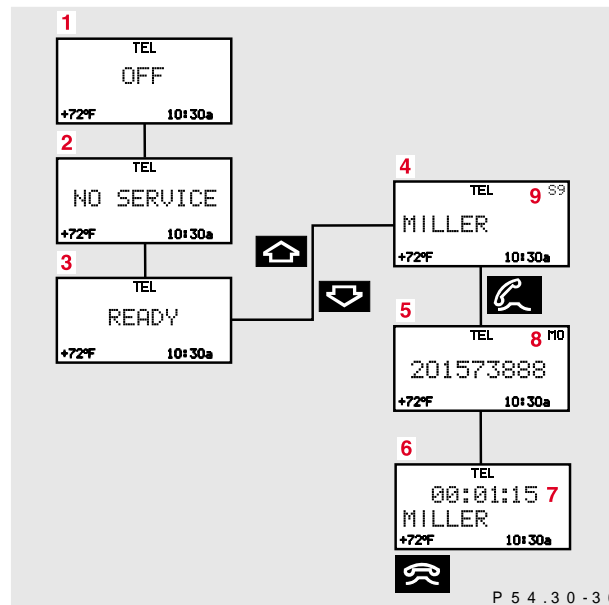 1
TEL
OFF
+72°F 10:30a
2
TEL
NO SERVICE
+72°F 10:30a
3
TEL
READY
+72°F 10:30a
4
TEL 9 S9
MILLER
+72°F 10:30a
5
TEL 8 M0
201573888
+72°F 10:30a
6
TEL
00:01:15 7
MILLER
+72°F 10:30a